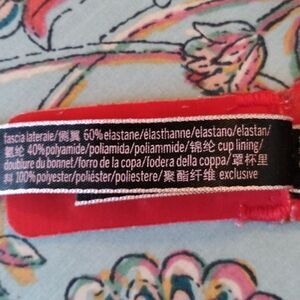 fascia laterale/侧翼 60%elastane/élasthanne/elastano/elastan/
氨纶 40%polyamide/poliamida/poliammide/锦纶 cup lining/
doublure du bonnet/forro de la copa/fodera della coppa/罩杯里
料 100%polyester/poliéster/poliestere/聚酯纤维 exclusive